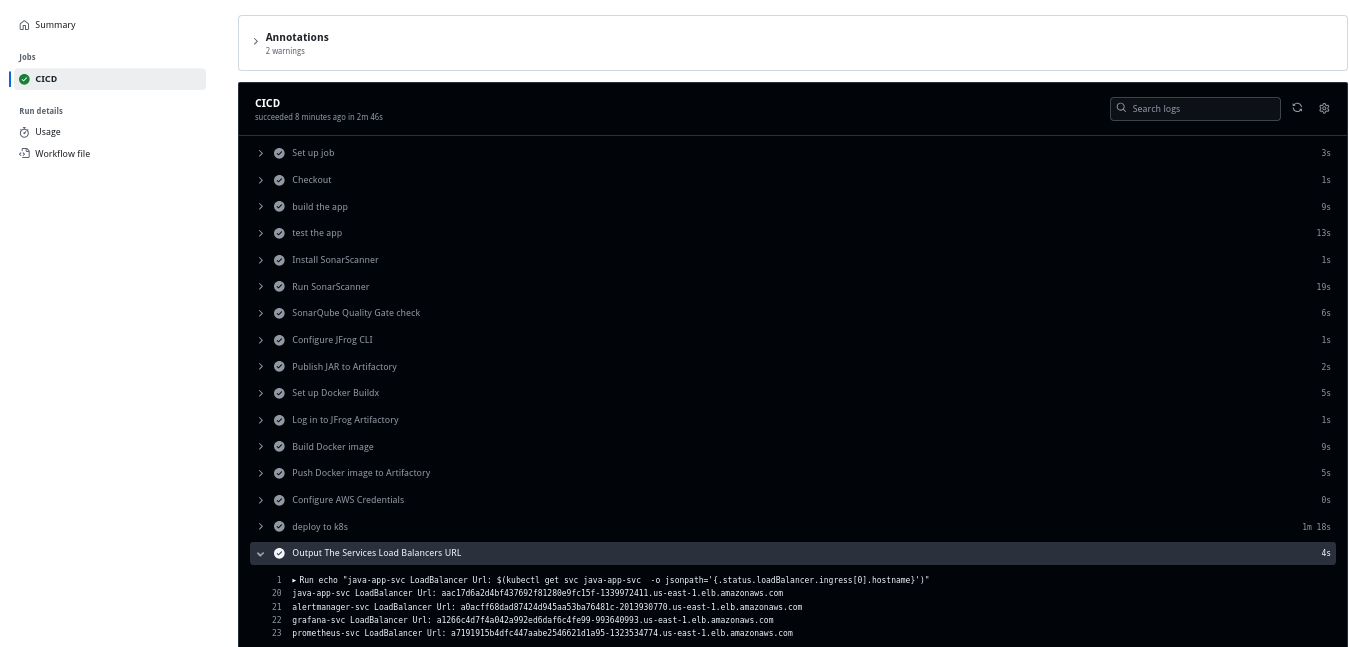 Summary
Jobs
CICD
Run details
Usage
Workflow file
Annotations
2 warnings
CICD
succeeded 8 minutes ago in 2m 46s
Search logs
Set up job 3s
Checkout 1s
build the app 9s
test the app 13s
Install SonarScanner 1s
Run SonarScanner 19s
SonarQube Quality Gate check 6s
Configure JFrog CLI 1s
Publish JAR to Artifactory 2s
Set up Docker Buildx 5s
Log in to JFrog Artifactory 1s
Build Docker image 9s
Push Docker image to Artifactory 5s
Configure AWS Credentials 0s
deploy to k8s 1m 18s
Output The Services Load Balancers URL 4s
1 ▸ Run echo "java-app-svc LoadBalancer Url: $(kubectl get svc java-app-svc  -o jsonpath='{.status.loadBalancer.ingress[0].hostname}')"
20 java-app-svc LoadBalancer Url: aac17d6a2d4bf437692f81280e9fc15f-1339972411.us-east-1.elb.amazonaws.com
21 alertmanager-svc LoadBalancer Url: a0acff68dad87424d945aa53ba76481c-2013930770.us-east-1.elb.amazonaws.com
22 grafana-svc LoadBalancer Url: a1266c4d7f4a042a992ed6daf6c4fe99-993640993.us-east-1.elb.amazonaws.com
23 prometheus-svc LoadBalancer Url: a7191915b4dfc447aabe2546621d1a95-1323534774.us-east-1.elb.amazonaws.com